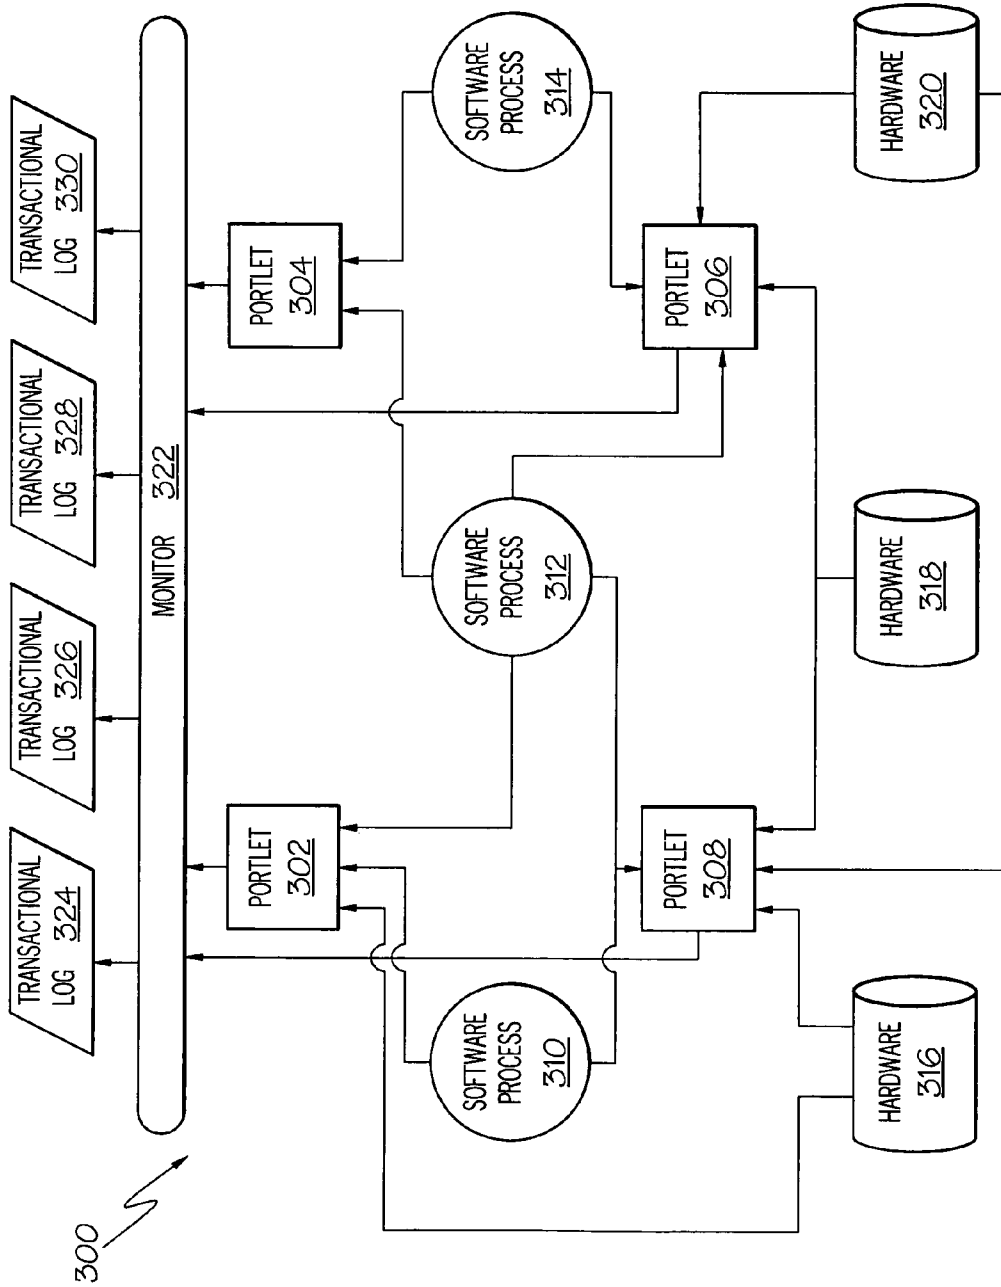 300
TRANSACTIONAL
LOG 324
TRANSACTIONAL
LOG 326
TRANSACTIONAL
LOG 328
TRANSACTIONAL
LOG 330
MONITOR 322
PORTLET
302
PORTLET
304
SOFTWARE
PROCESS
310
SOFTWARE
PROCESS
312
SOFTWARE
PROCESS
314
PORTLET
308
PORTLET
306
HARDWARE
316
HARDWARE
318
HARDWARE
320